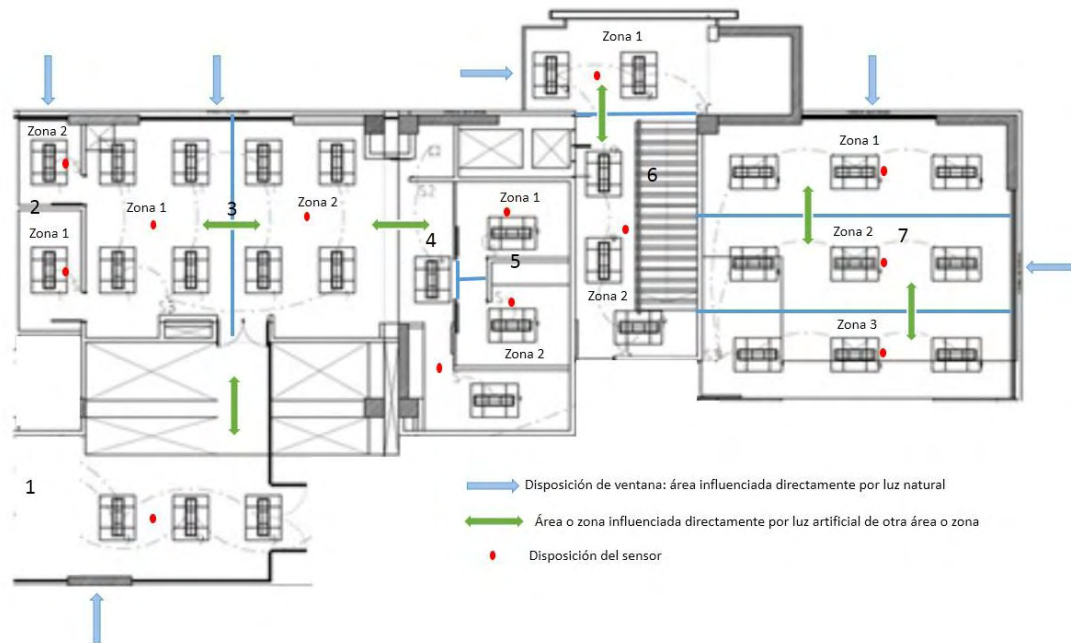 Zona 1
Zona 2
Zona 1
Zona 2
Zona 1
2
Zona 1
3
Zona 2
6
Zona 1
4
Zona 2
7
Zona 1
5
Zona 2
Zona 3
Zona 2
1
Disposición de ventana: área influenciada directamente por luz natural
Área o zona influenciada directamente por luz artificial de otra área o zona
Disposición del sensor